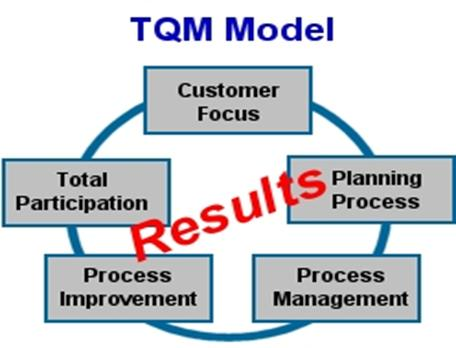 TQM Model
Customer
Focus
Total
Participation
Results
Planning
Process
Process
Improvement
Process
Management